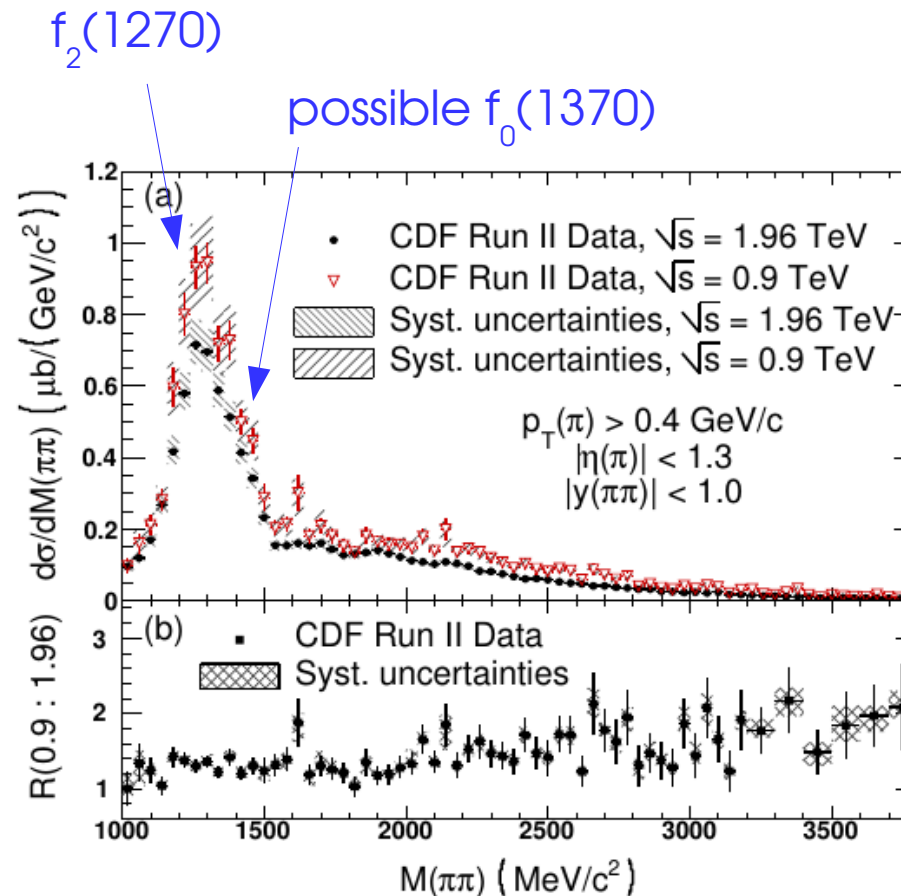 f₂(1270)
possible f₀(1370)
(a)
CDF Run II Data, √s = 1.96 TeV
CDF Run II Data, √s = 0.9 TeV
Syst. uncertainties, √s = 1.96 TeV
Syst. uncertainties, √s = 0.9 TeV
p_T(π) > 0.4 GeV/c
|η(π)| < 1.3
|y(ππ)| < 1.0
dσ/dM(ππ) { μb/{ GeV/c² }}
1.2
1
0.8
0.6
0.4
0.2
0
(b)
CDF Run II Data
Syst. uncertainties
R(0.9 : 1.96)
3
2
1
1000 1500 2000 2500 3000 3500
M(ππ) { MeV/c² }